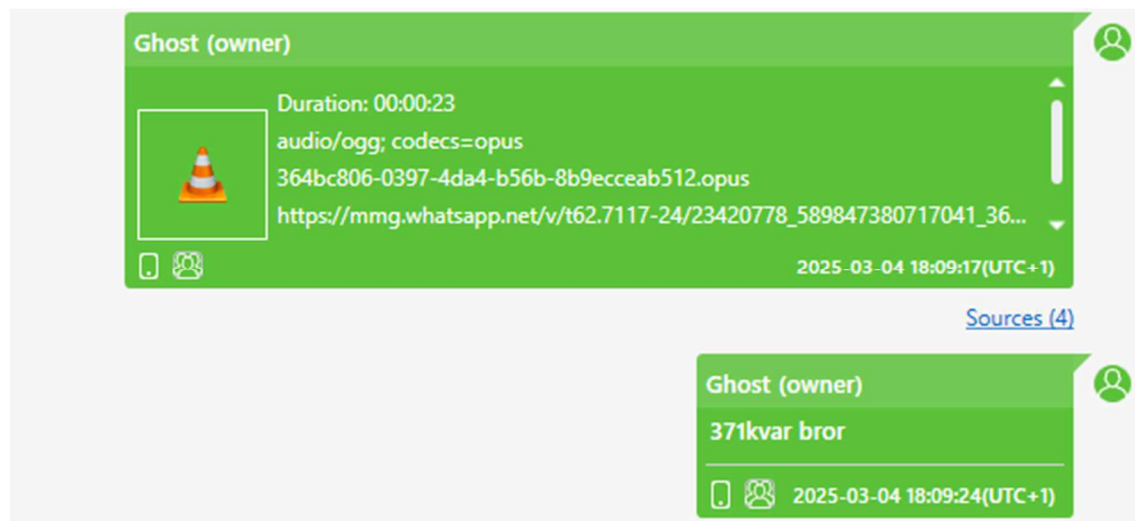 Ghost (owner)
Duration: 00:00:23
audio/ogg; codecs=opus
364bc806-0397-4da4-b56b-8b9ecceab512.opus
https://mmg.whatsapp.net/v/t62.7117-24/23420778_589847380717041_36...
2025-03-04 18:09:17(UTC+1)
Sources (4)
Ghost (owner)
371kvar bror
2025-03-04 18:09:24(UTC+1)